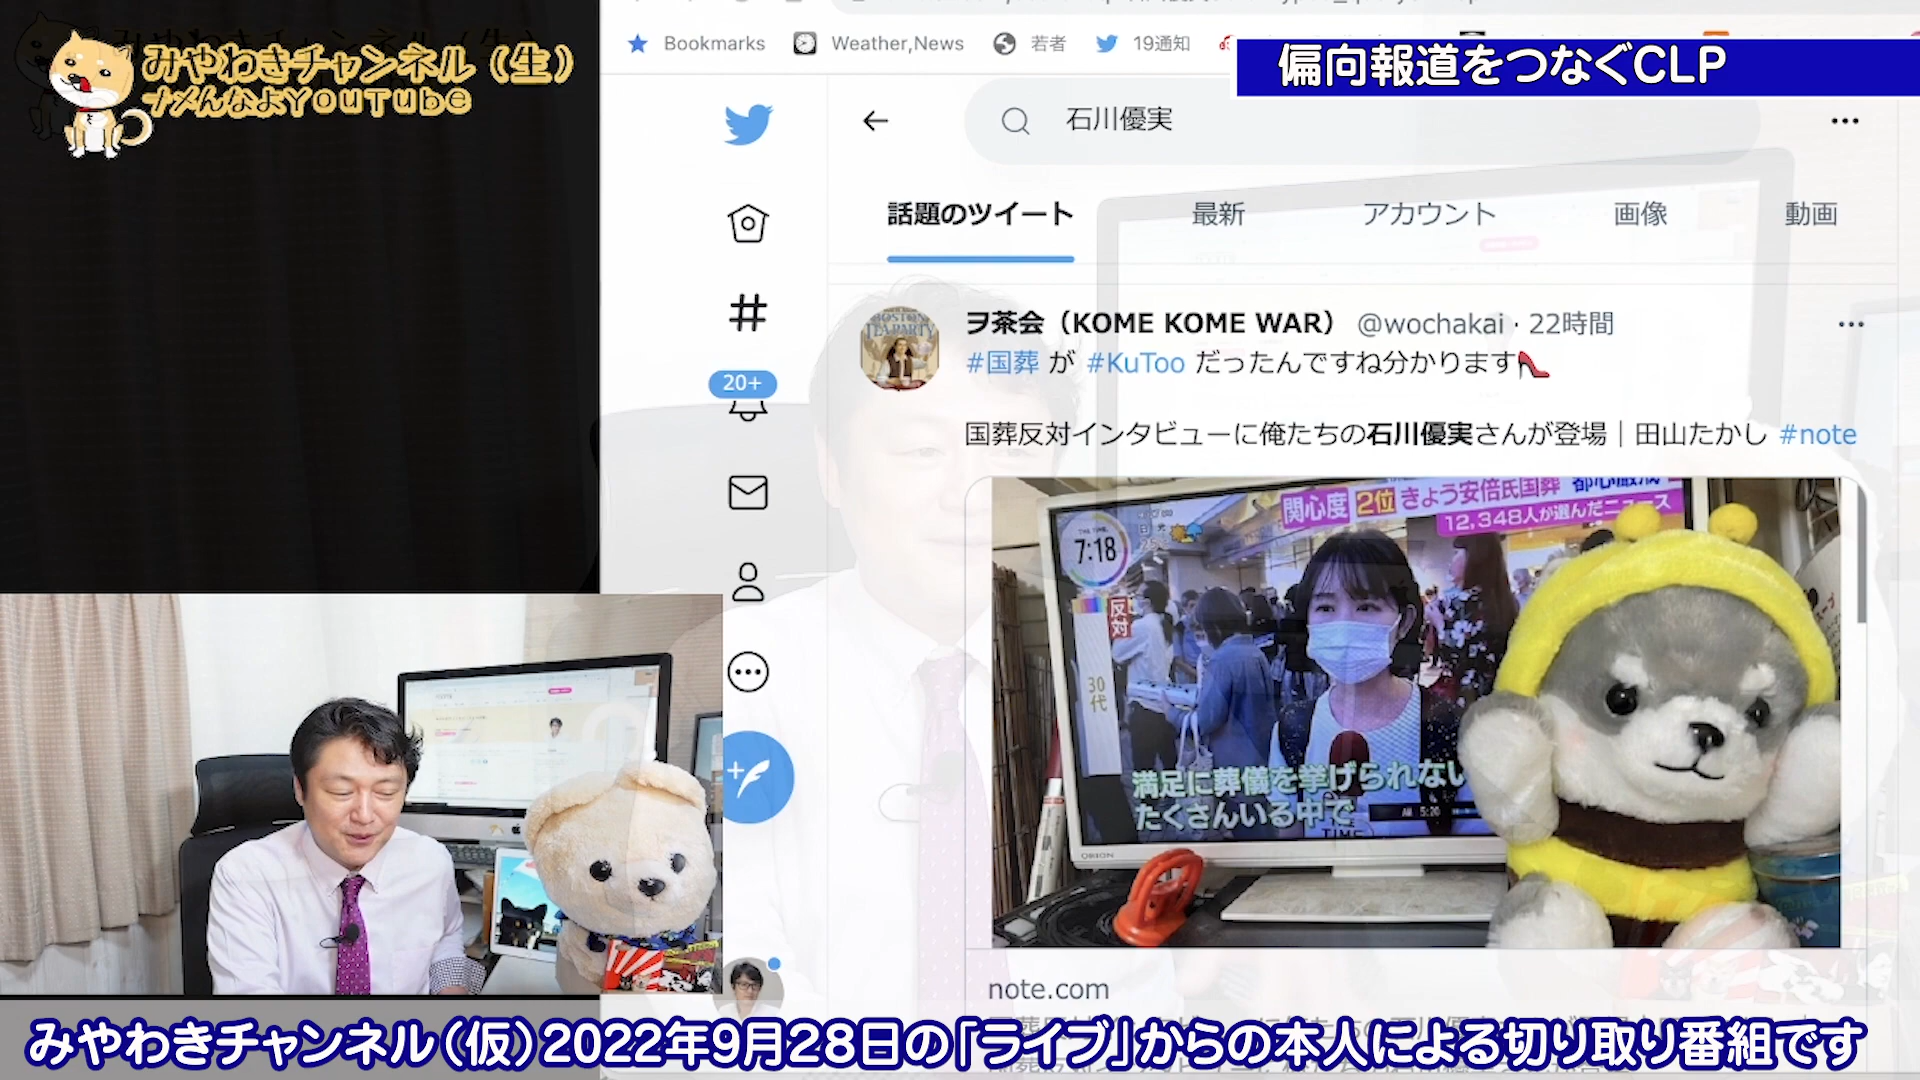 みやわきチャンネル（生）
ナメんなよYouTube
Bookmarks
Weather,News
若者
19通知
偏向報道をつなぐCLP
石川優実
話題のツイート
最新
アカウント
画像
動画
20+
ヲ茶会（KOME KOME WAR） @wochakai · 22時間
#国葬 が #KuToo だったんですね分かります👠
国葬反対インタビューに俺たちの石川優実さんが登場｜田山たかし #note
関心度 2位 きょう安倍氏国葬
12,348人が選んだニュース
7:18
反対
30代
満足に葬儀を挙げられない
たくさんいる中で
5:20
ORION
note.com
みやわきチャンネル（仮）2022年9月28日の「ライブ」からの本人による切り取り番組です